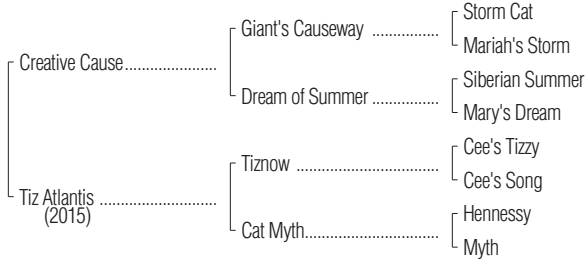 Storm Cat
Giant's Causeway ................
Mariah's Storm
Creative Cause......................
Siberian Summer
Dream of Summer ................
Mary's Dream
Cee's Tizzy
Tiznow ..................................
Cee's Song
Tiz Atlantis ............................
(2015)
Hennessy
Cat Myth................................
Myth